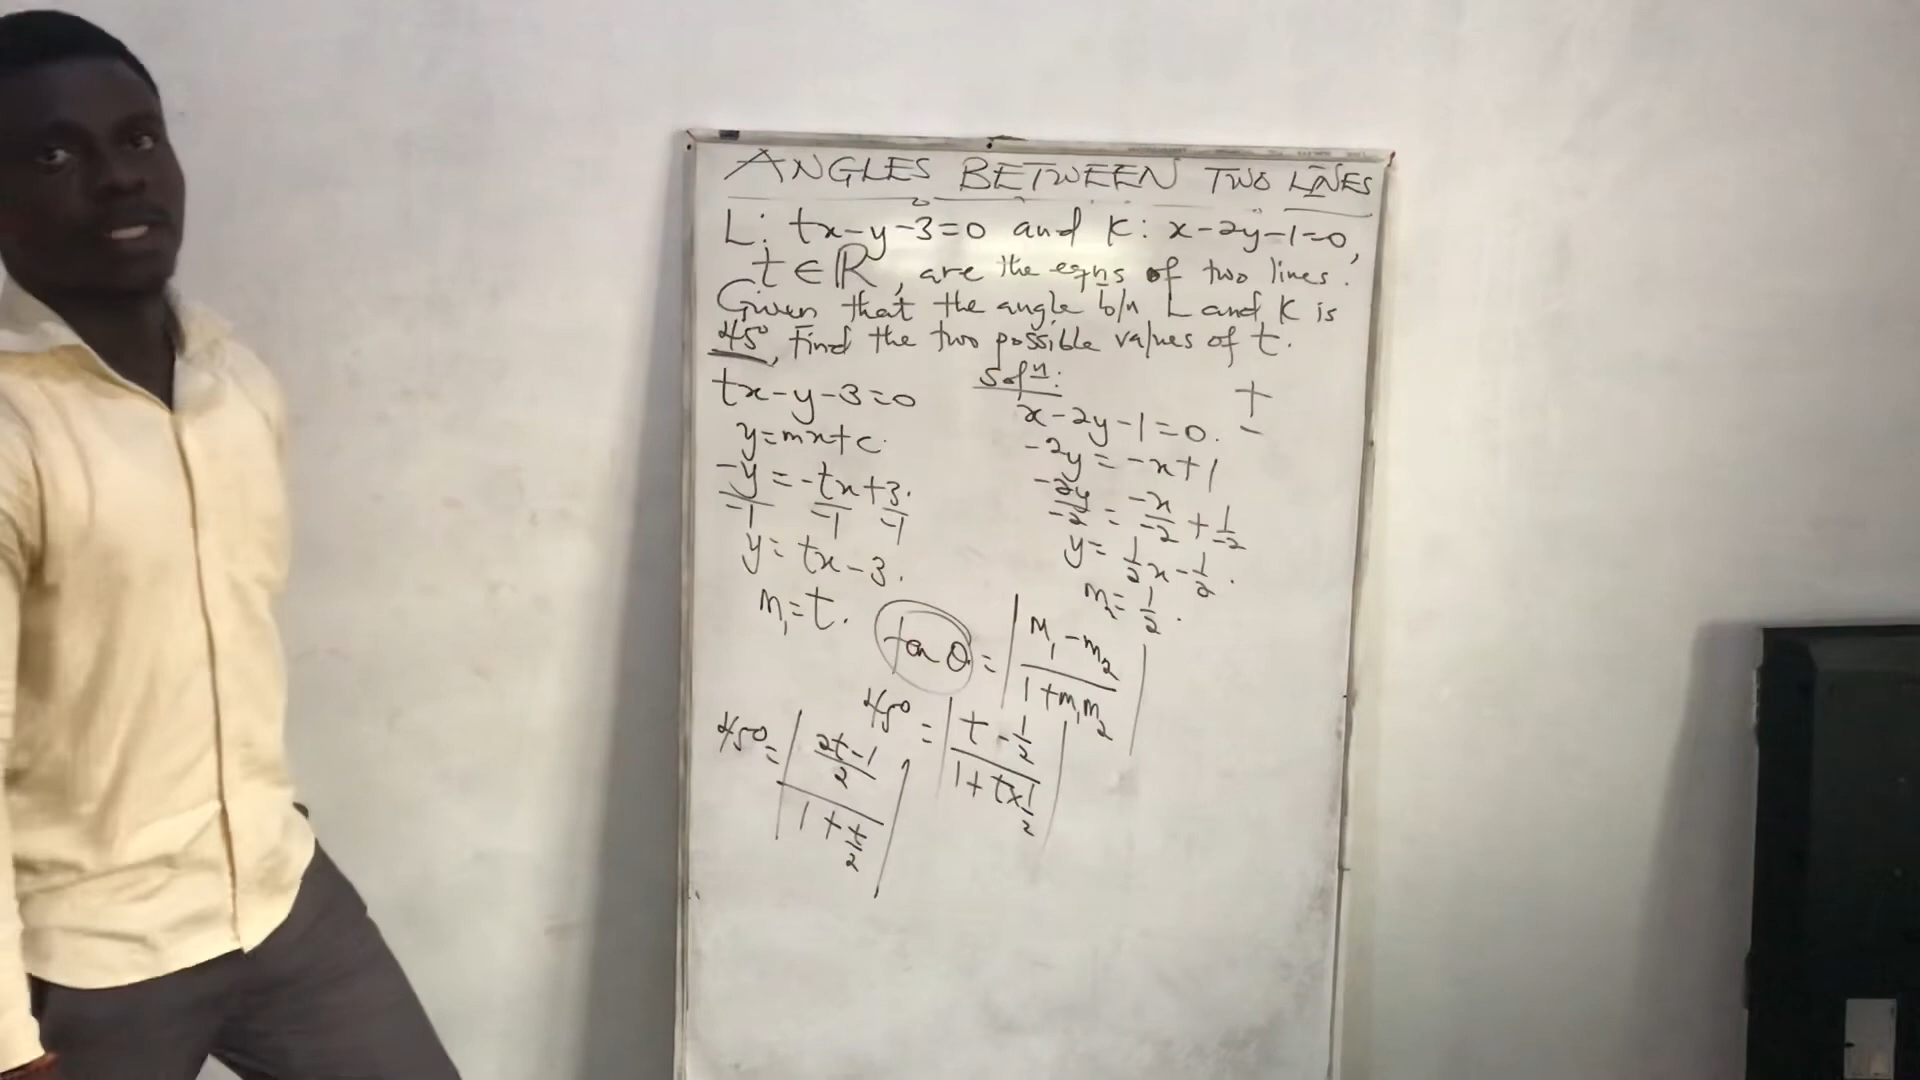 ANGLES BETWEEN TWO LINES
L: tx-y-3=0 and K: x-2y-1=0,
t∈ℝ, are the eqns of two lines.
Given that the angle b/n L and K is
45°, find the two possible values of t.
Solⁿ:
tx-y-3=0
y=mx+c.
-y/-1 = -tx/-1 + 3/-1
y = tx-3.
m₁=t.
x-2y-1=0.
-2y=-x+1
-2y/-2 = -x/-2 + 1/-2
y = 1/2 x - 1/2.
m₂ = 1/2.
+
-
tan θ = |(m₁-m₂)/(1+m₁m₂)|
45° = |(t - 1/2)/(1+t×1/2)|
45° = |((2t-1)/2)/(1+t/2)|